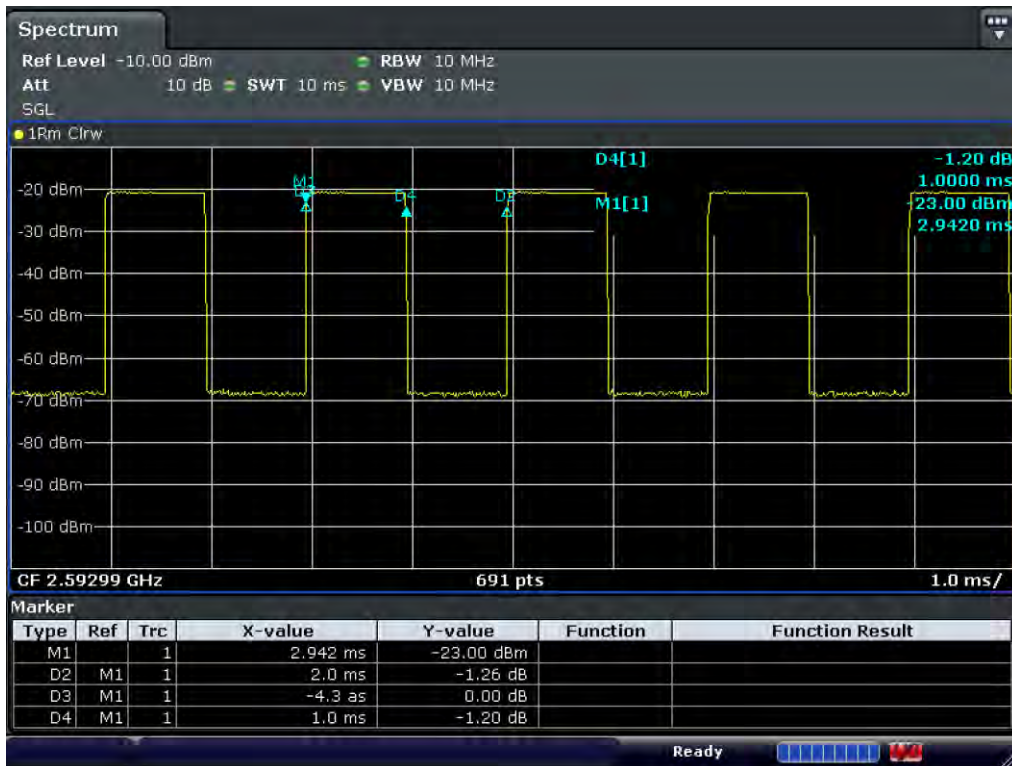 Spectrum
Ref Level -10.00 dBm RBW 10 MHz
Att 10 dB SWT 10 ms VBW 10 MHz
SGL
1Rm Clrw
D4[1] -1.20 dB
1.0000 ms
M1[1] -23.00 dBm
2.9420 ms
-20 dBm
M1
D4
D2
-30 dBm
-40 dBm
-50 dBm
-60 dBm
-70 dBm
-80 dBm
-90 dBm
-100 dBm
CF 2.59299 GHz 691 pts 1.0 ms/
Marker
Type Ref Trc X-value Y-value Function Function Result
M1 1 2.942 ms -23.00 dBm
D2 M1 1 2.0 ms -1.26 dB
D3 M1 1 -4.3 as 0.00 dB
D4 M1 1 1.0 ms -1.20 dB
Ready